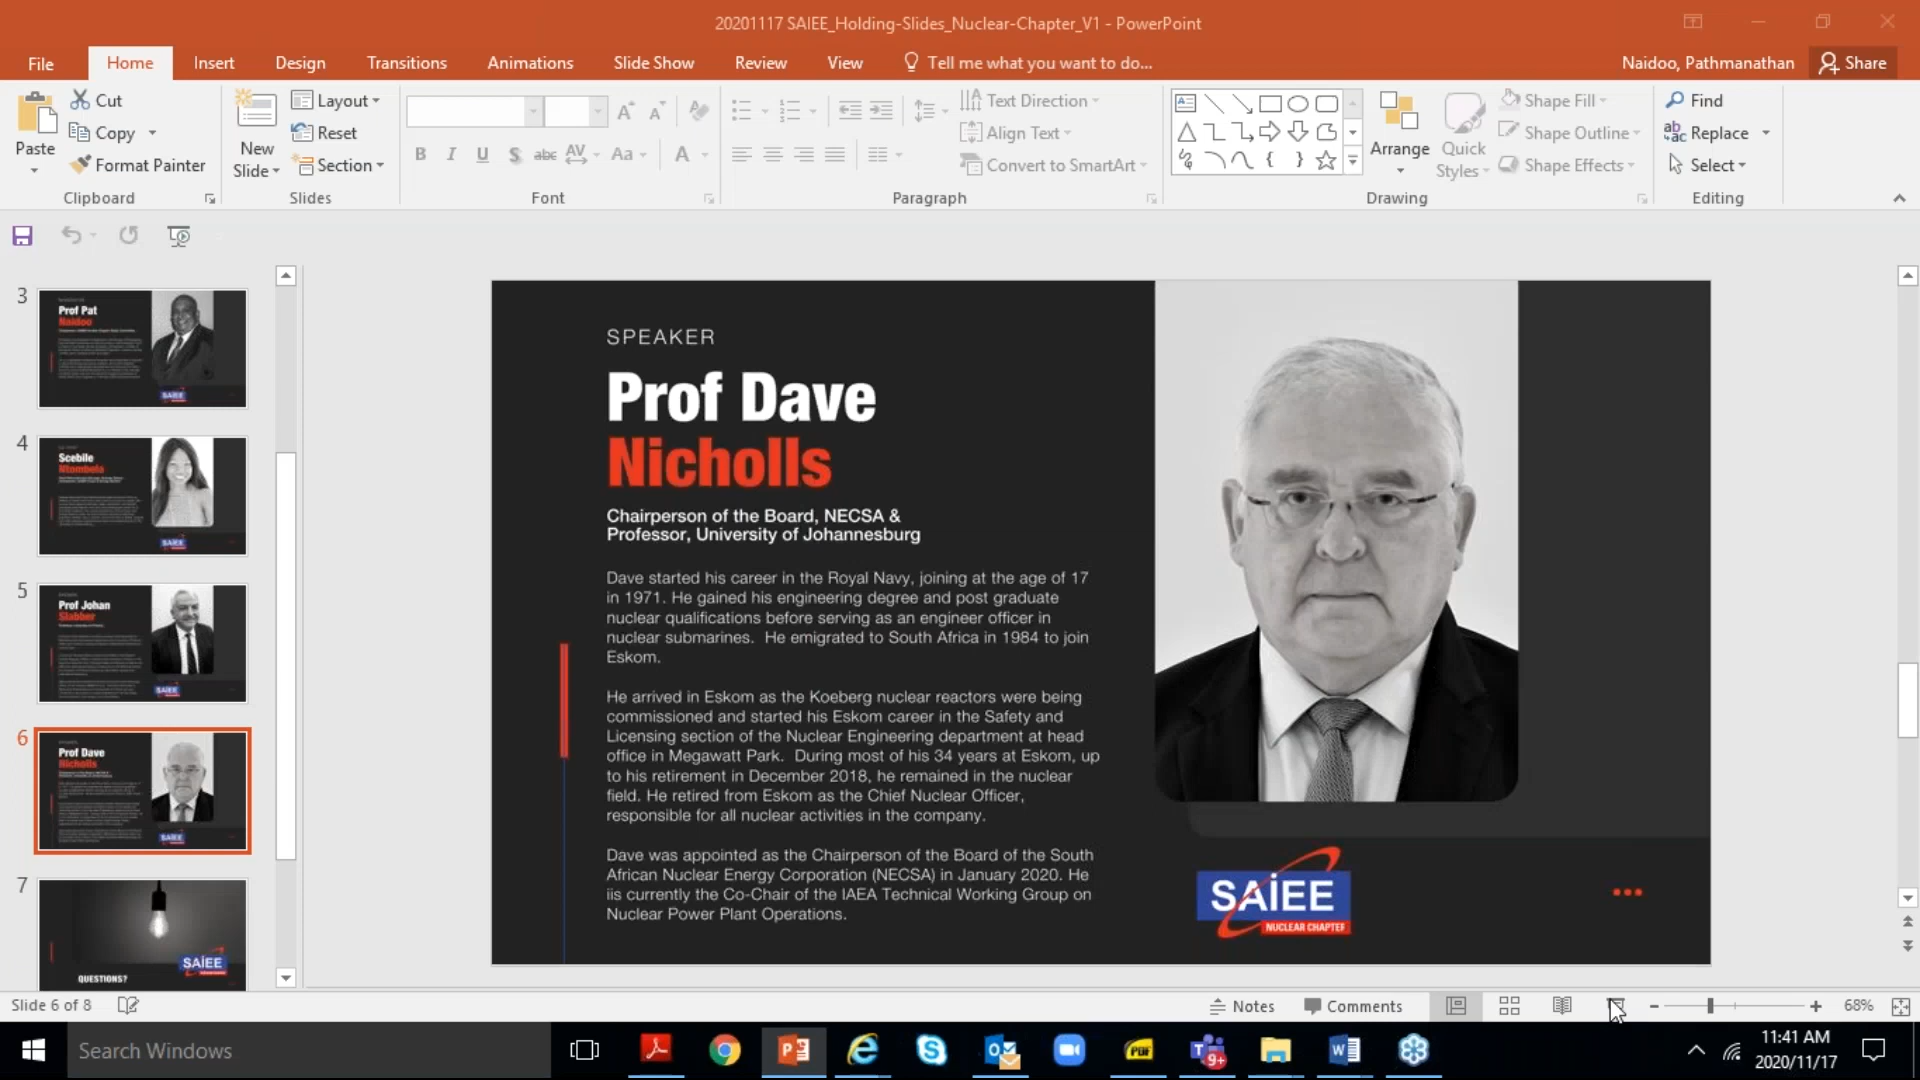 20201117 SAIEE_Holding-Slides_Nuclear-Chapter_V1 - PowerPoint
File Home Insert Design Transitions Animations Slide Show Review View Tell me what you want to do... Naidoo, Pathmanathan Share
Paste
Cut
Copy
Format Painter
Clipboard
New
Slide
Layout
Reset
Section
Slides
B I U S abc AV Aa A
Font
Text Direction
Align Text
Convert to SmartArt
Paragraph
Arrange
Quick
Styles
Shape Fill
Shape Outline
Shape Effects
Drawing
Find
Replace
Select
Editing
3
Prof Pat
Naidoo
SAIEE
4
Scebile
Ntombela
SAIEE
5
Prof Johan
Slabber
SAIEE
6
Prof Dave
Nicholls
SAIEE
7
SAIEE
QUESTIONS?
SPEAKER
Prof Dave
Nicholls
Chairperson of the Board, NECSA &
Professor, University of Johannesburg
Dave started his career in the Royal Navy, joining at the age of 17
in 1971. He gained his engineering degree and post graduate
nuclear qualifications before serving as an engineer officer in
nuclear submarines. He emigrated to South Africa in 1984 to join
Eskom.
He arrived in Eskom as the Koeberg nuclear reactors were being
commissioned and started his Eskom career in the Safety and
Licensing section of the Nuclear Engineering department at head
office in Megawatt Park. During most of his 34 years at Eskom, up
to his retirement in December 2018, he remained in the nuclear
field. He retired from Eskom as the Chief Nuclear Officer,
responsible for all nuclear activities in the company.
Dave was appointed as the Chairperson of the Board of the South
African Nuclear Energy Corporation (NECSA) in January 2020. He
iis currently the Co-Chair of the IAEA Technical Working Group on
Nuclear Power Plant Operations.
SAiEE
NUCLEAR CHAPTER
Slide 6 of 8
Notes Comments 68%
Search Windows
PDF
9+
11:41 AM
2020/11/17